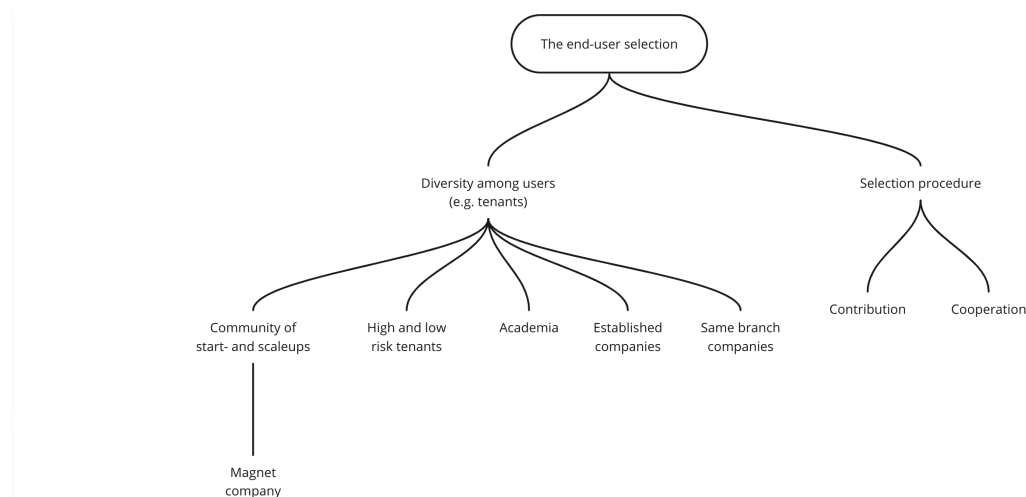 The end-user selection
Diversity among users
(e.g. tenants)
Selection procedure
Community of
start- and scaleups
High and low
risk tenants
Academia
Established
companies
Same branch
companies
Contribution
Cooperation
Magnet
company